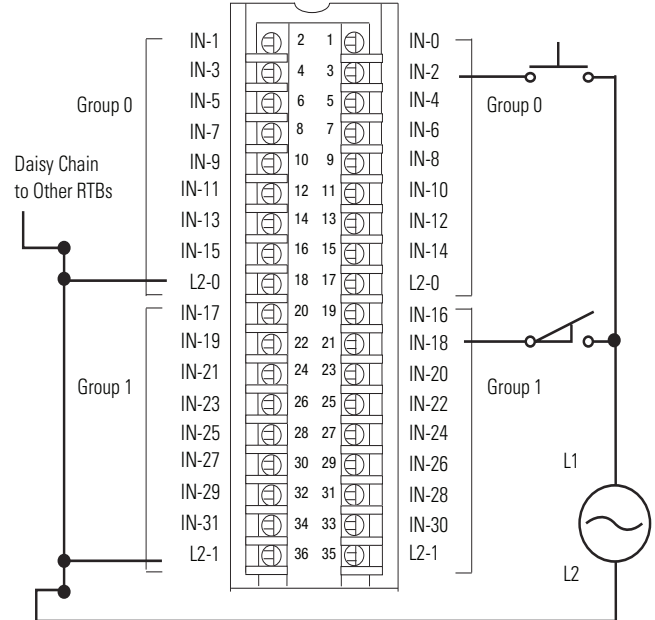 IN-1 2 1 IN-0
IN-3 4 3 IN-2
IN-5 6 5 IN-4
Group 0 Group 0
IN-7 8 7 IN-6
IN-9 10 9 IN-8
Daisy Chain
to Other RTBs
IN-11 12 11 IN-10
IN-13 14 13 IN-12
IN-15 16 15 IN-14
L2-0 18 17 L2-0
IN-17 20 19 IN-16
IN-19 22 21 IN-18
IN-21 24 23 IN-20
Group 1 Group 1
IN-23 26 25 IN-22
IN-25 28 27 IN-24
IN-27 30 29 IN-26
L1
IN-29 32 31 IN-28
IN-31 34 33 IN-30
L2-1 36 35 L2-1
L2